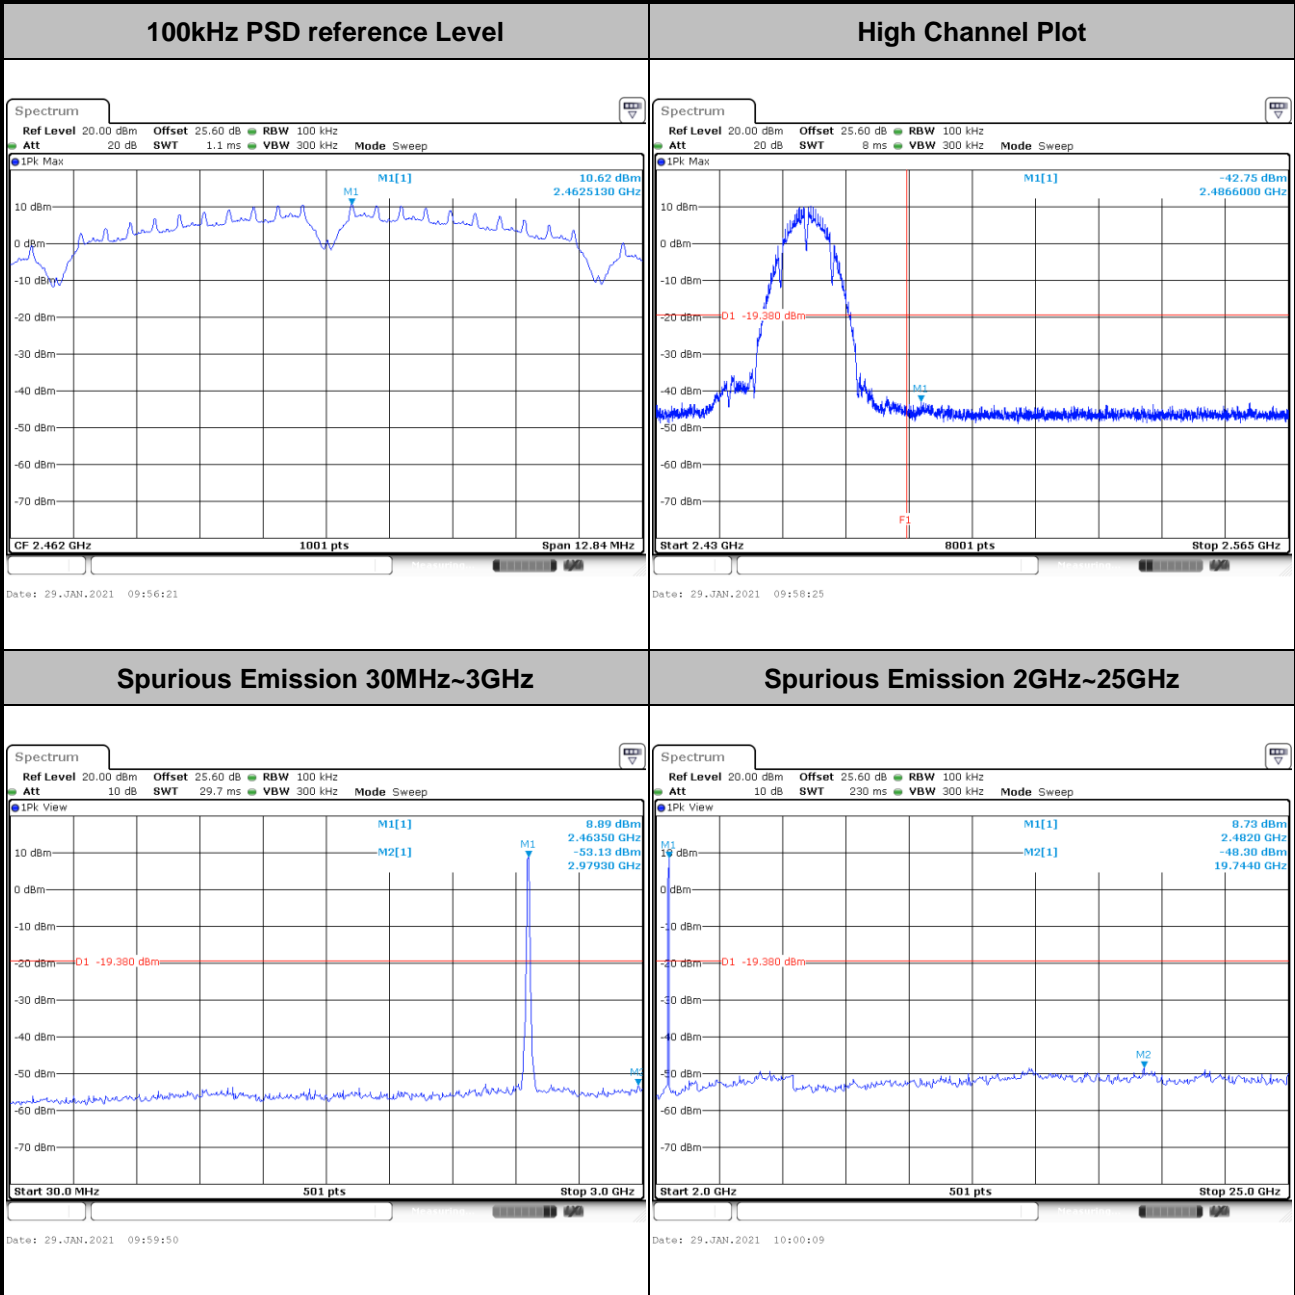 100kHz PSD reference Level
High Channel Plot
Spectrum
Ref Level 20.00 dBm Offset 25.60 dB RBW 100 kHz
Att 20 dB SWT 1.1 ms VBW 300 kHz Mode Sweep
1Pk Max
M1[1] 10.62 dBm
2.4625130 GHz
M1
10 dBm
0 dBm
-10 dBm
-20 dBm
-30 dBm
-40 dBm
-50 dBm
-60 dBm
-70 dBm
CF 2.462 GHz 1001 pts Span 12.84 MHz
Measuring...
Date: 29.JAN.2021 09:56:21
Spectrum
Ref Level 20.00 dBm Offset 25.60 dB RBW 100 kHz
Att 20 dB SWT 8 ms VBW 300 kHz Mode Sweep
1Pk Max
M1[1] -42.75 dBm
2.4866000 GHz
10 dBm
0 dBm
-10 dBm
-20 dBm
D1 -19.380 dBm
-30 dBm
-40 dBm
M1
-50 dBm
-60 dBm
-70 dBm
F1
Start 2.43 GHz 8001 pts Stop 2.565 GHz
Measuring...
Date: 29.JAN.2021 09:58:25
Spurious Emission 30MHz~3GHz
Spurious Emission 2GHz~25GHz
Spectrum
Ref Level 20.00 dBm Offset 25.60 dB RBW 100 kHz
Att 10 dB SWT 29.7 ms VBW 300 kHz Mode Sweep
1Pk View
M1[1] 8.89 dBm
2.46350 GHz
M2[1] -53.13 dBm
2.97930 GHz
M1
10 dBm
0 dBm
-10 dBm
-20 dBm
D1 -19.380 dBm
-30 dBm
-40 dBm
-50 dBm
M2
-60 dBm
-70 dBm
Start 30.0 MHz 501 pts Stop 3.0 GHz
Measuring...
Date: 29.JAN.2021 09:59:50
Spectrum
Ref Level 20.00 dBm Offset 25.60 dB RBW 100 kHz
Att 10 dB SWT 230 ms VBW 300 kHz Mode Sweep
1Pk View
M1[1] 8.73 dBm
2.4820 GHz
M2[1] -48.30 dBm
19.7440 GHz
M1
10 dBm
0 dBm
-10 dBm
-20 dBm
D1 -19.380 dBm
-30 dBm
-40 dBm
M2
-50 dBm
-60 dBm
-70 dBm
Start 2.0 GHz 501 pts Stop 25.0 GHz
Measuring...
Date: 29.JAN.2021 10:00:09